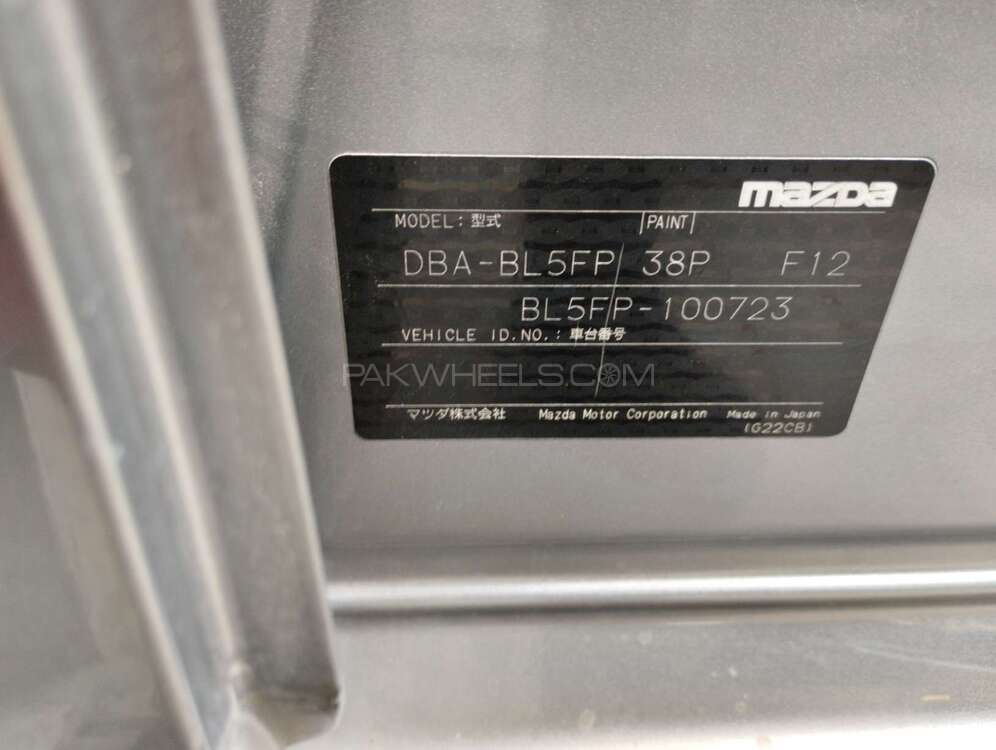 mazda
MODEL : 型式 PAINT
DBA-BL5FP 38P F12
BL5FP-100723
VEHICLE ID.NO. : 車台番号
PAKWHEELS.COM
マツダ株式会社 Mazda Motor Corporation Made in Japan
(G22CB)